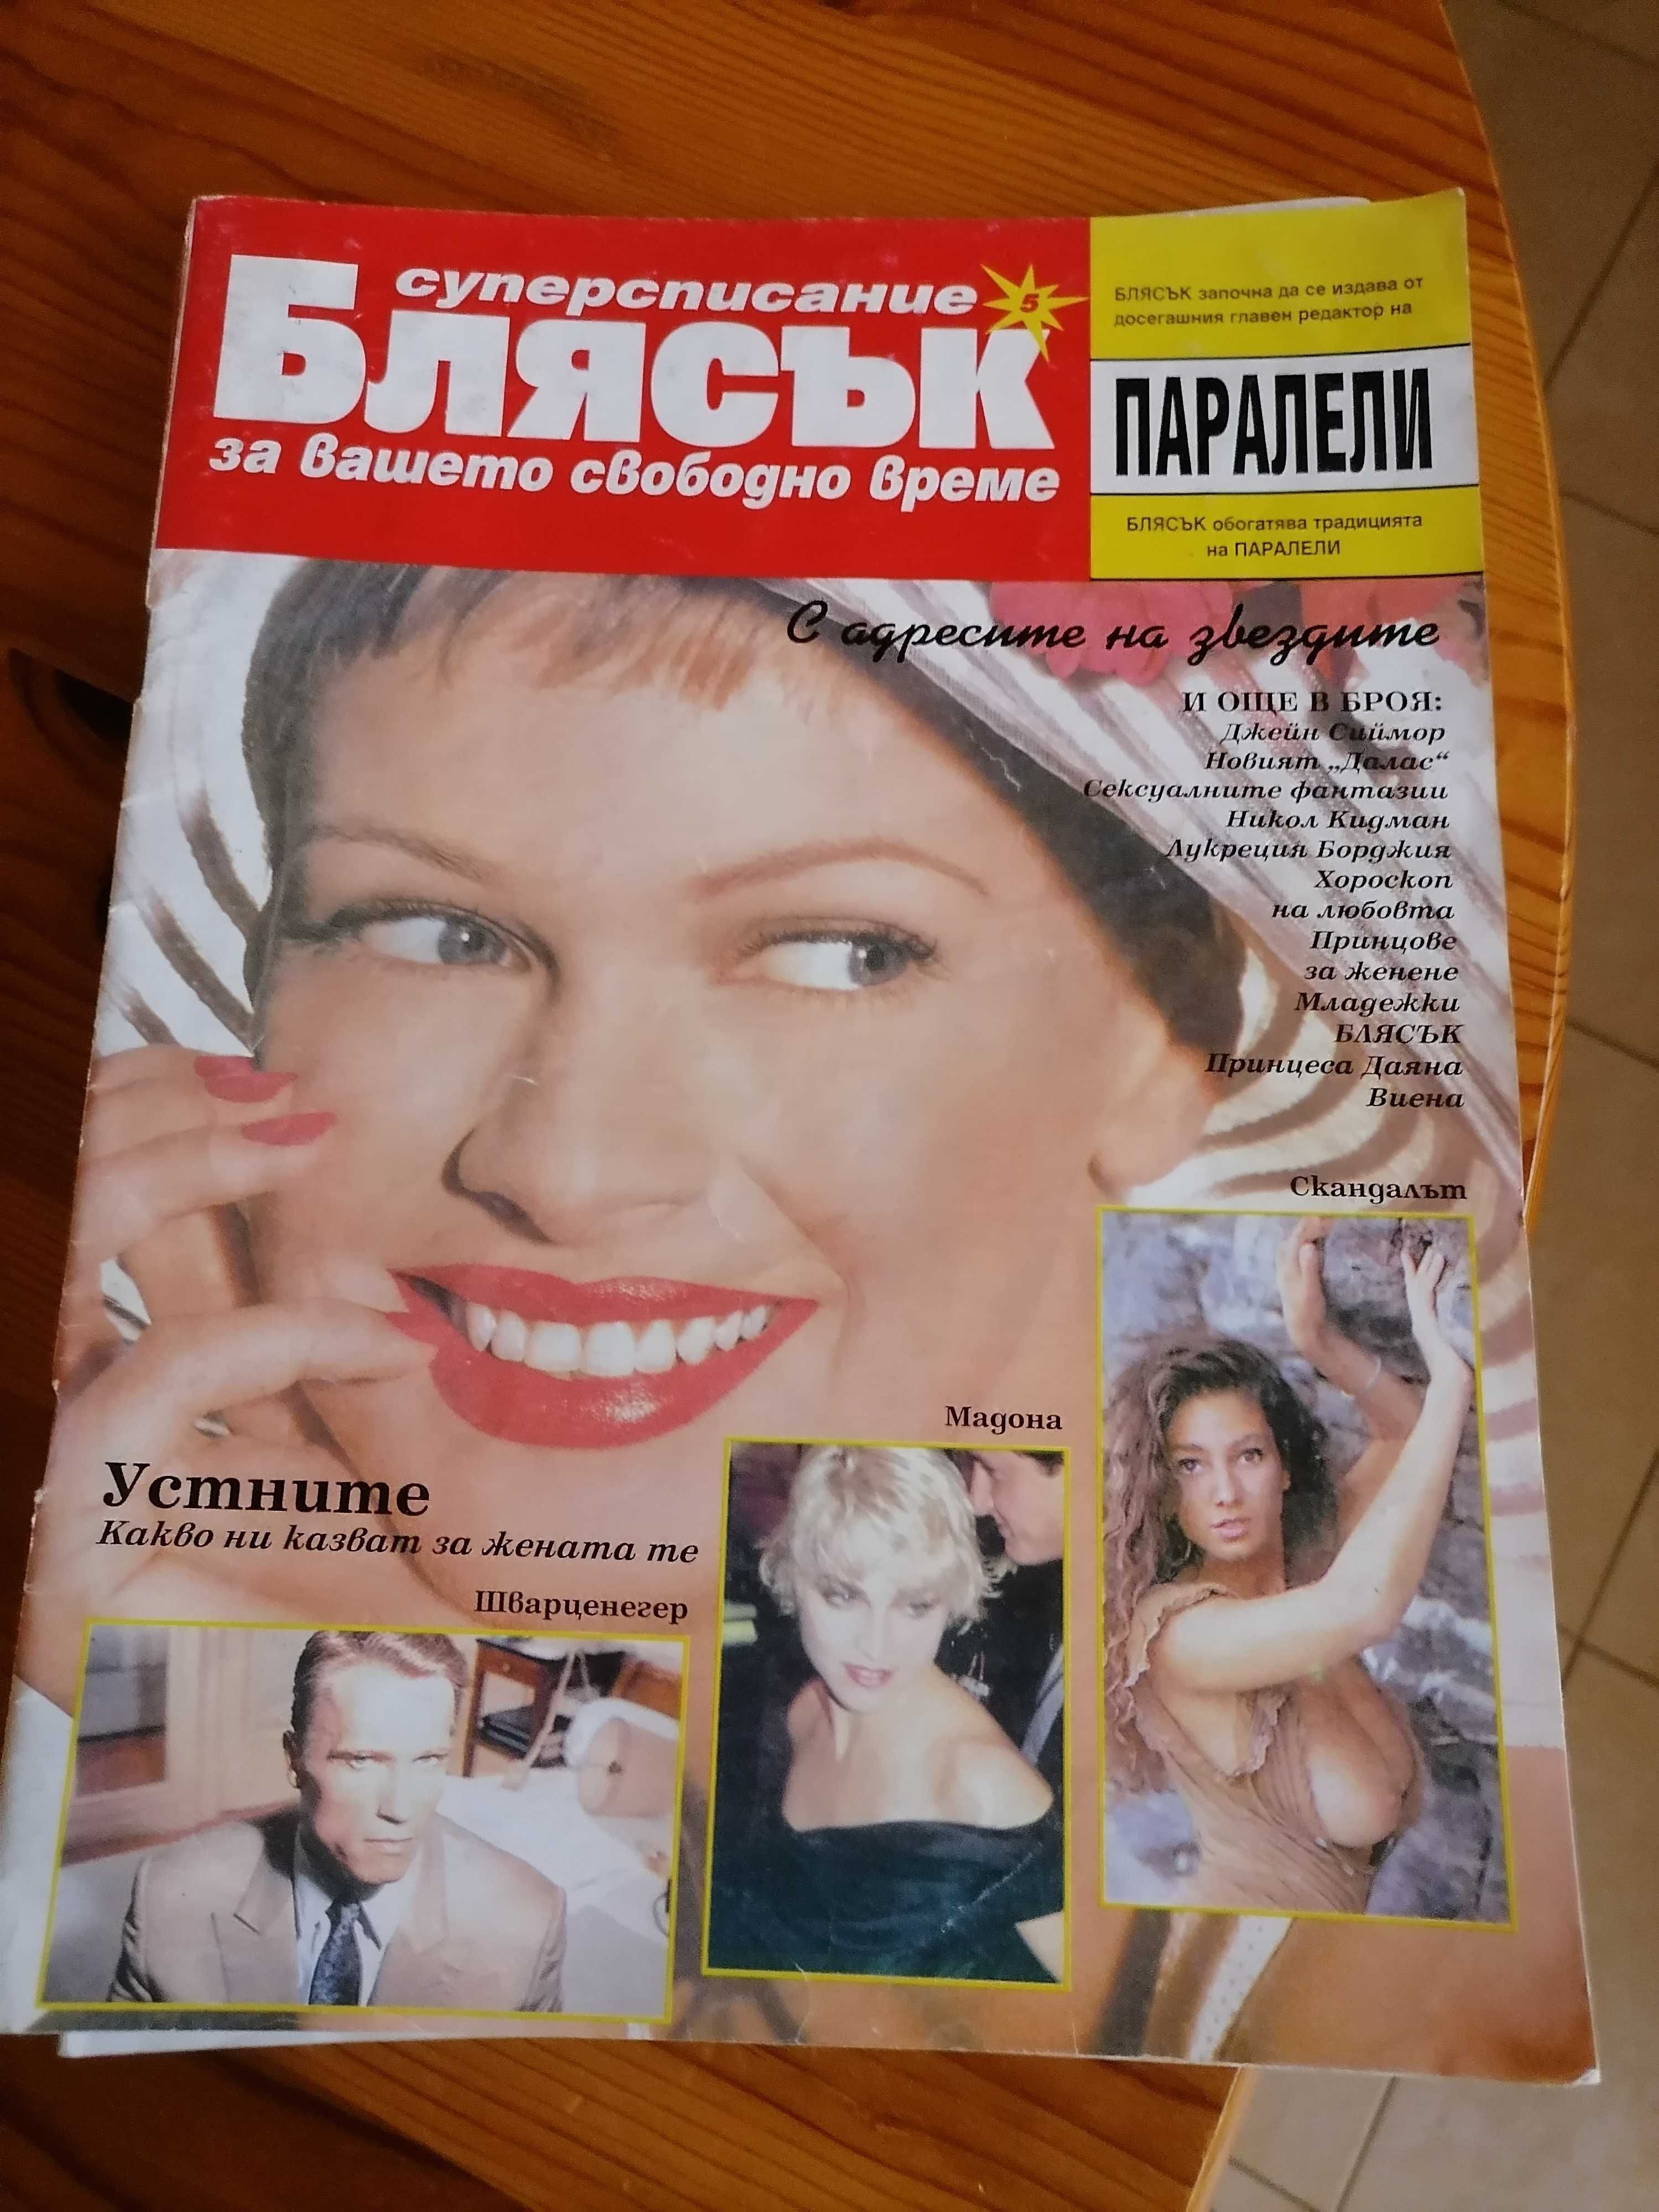 суперсписание
5
БЛЯСЪК
за вашето свободно време
БЛЯСЪК започна да се издава от
досегашния главен редактор на
ПАРАЛЕЛИ
БЛЯСЪК обогатява традицията
на ПАРАЛЕЛИ
С адресите на звездите
И ОЩЕ В БРОЯ:
Джейн Сиймор
Новият „Далас“
Сексуалните фантазии
Никол Кидман
Лукреция Борджия
Хороскоп
на любовта
Принцове
за женене
Младежки
БЛЯСЪК
Принцеса Даяна
Виена
Скандалът
Мадона
Устните
Какво ни казват за жената те
Шварценегер